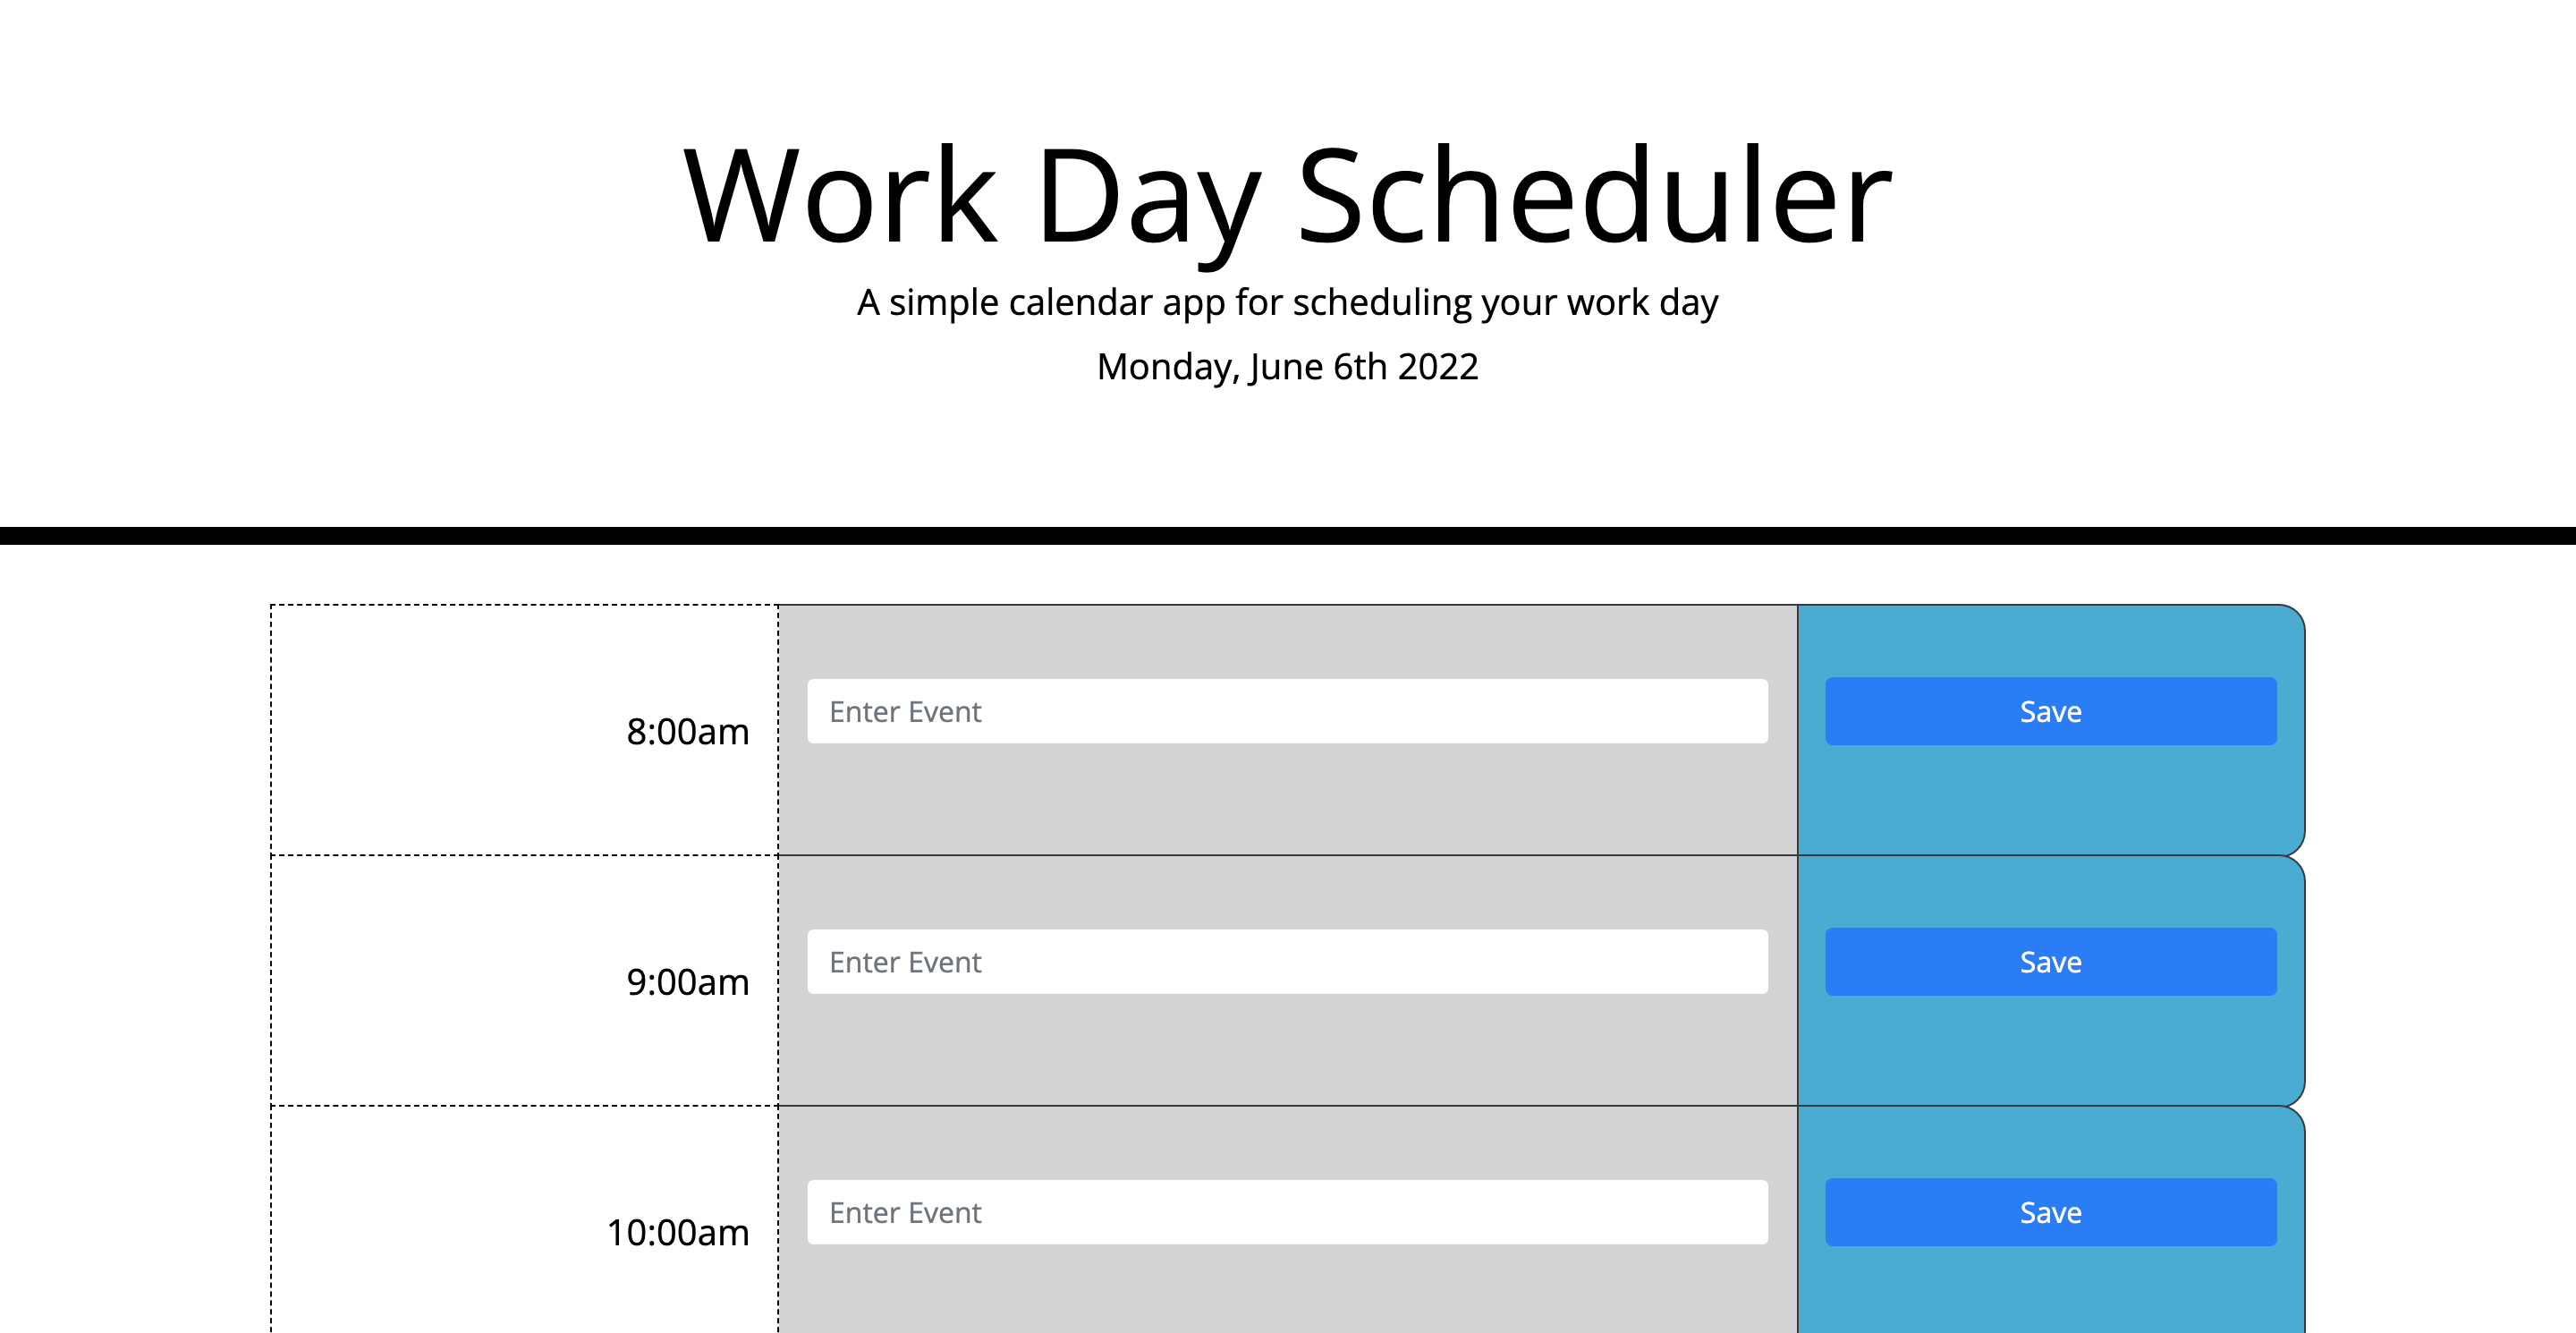 Work Day Scheduler
A simple calendar app for scheduling your work day
Monday, June 6th 2022
8:00am Enter Event Save
9:00am Enter Event Save
10:00am Enter Event Save